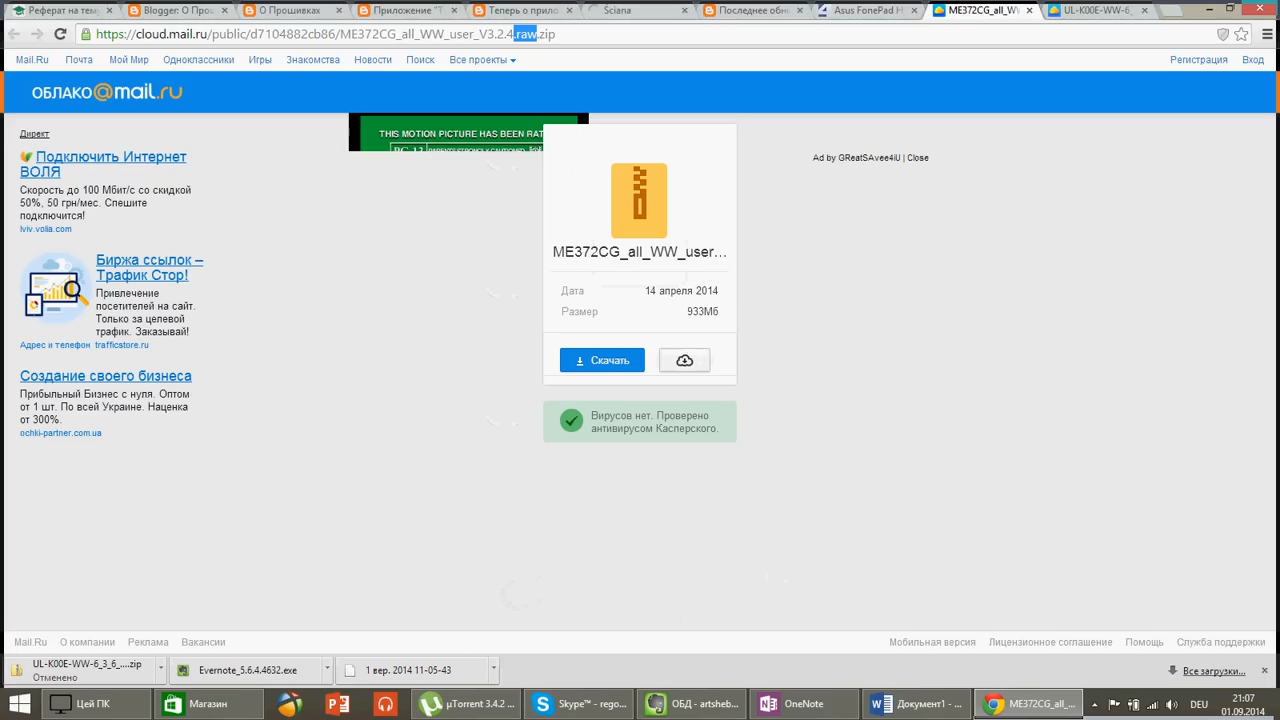 Реферат на тему
Blogger: О Прош
О Прошивках
Приложение "Т
Теперь о прило
Sciana
Последнее обн
Asus FonePad Н
ME372CG_all_W
UL-K00E-WW-6_
https://cloud.mail.ru/public/d7104882cb86/ME372CG_all_WW_user_V3.2.4.raw.zip
Mail.Ru Почта Мой Мир Одноклассники Игры Знакомства Новости Поиск Все проекты Регистрация Вход
ОБЛАКО@mail.ru
Директ
Подключить Интернет
ВОЛЯ
Скорость до 100 Мбит/с со скидкой
50%, 50 грн/мес. Спешите
подключится!
lviv.volia.com
Биржа ссылок –
Трафик Стор!
Привлечение
посетителей на сайт.
Только за целевой
трафик. Заказывай!
Адрес и телефон trafficstore.ru
Создание своего бизнеса
Прибыльный Бизнес с нуля. Оптом
от 1 шт. По всей Украине. Наценка
от 300%.
ochki-partner.com.ua
THIS MOTION PICTURE HAS BEEN RAT
PG-13
Ad by GReatSAvee4iU | Close
ME372CG_all_WW_user...
Дата 14 апреля 2014
Размер 933Мб
Скачать
Вирусов нет. Проверено
антивирусом Касперского.
Mail.Ru О компании Реклама Вакансии Мобильная версия Лицензионное соглашение Помощь Служба поддержки
UL-K00E-WW-6_3_6_....zip
Отменено
Evernote_5.6.4.4632.exe
1 вер. 2014 11-05-43
Все загрузки...
Цей ПК
Магазин
µTorrent 3.4.2 ...
Skype™ - rego...
ОБД - artsheb...
OneNote
Документ1 - ...
ME372CG_all_...
DEU
21:07
01.09.2014